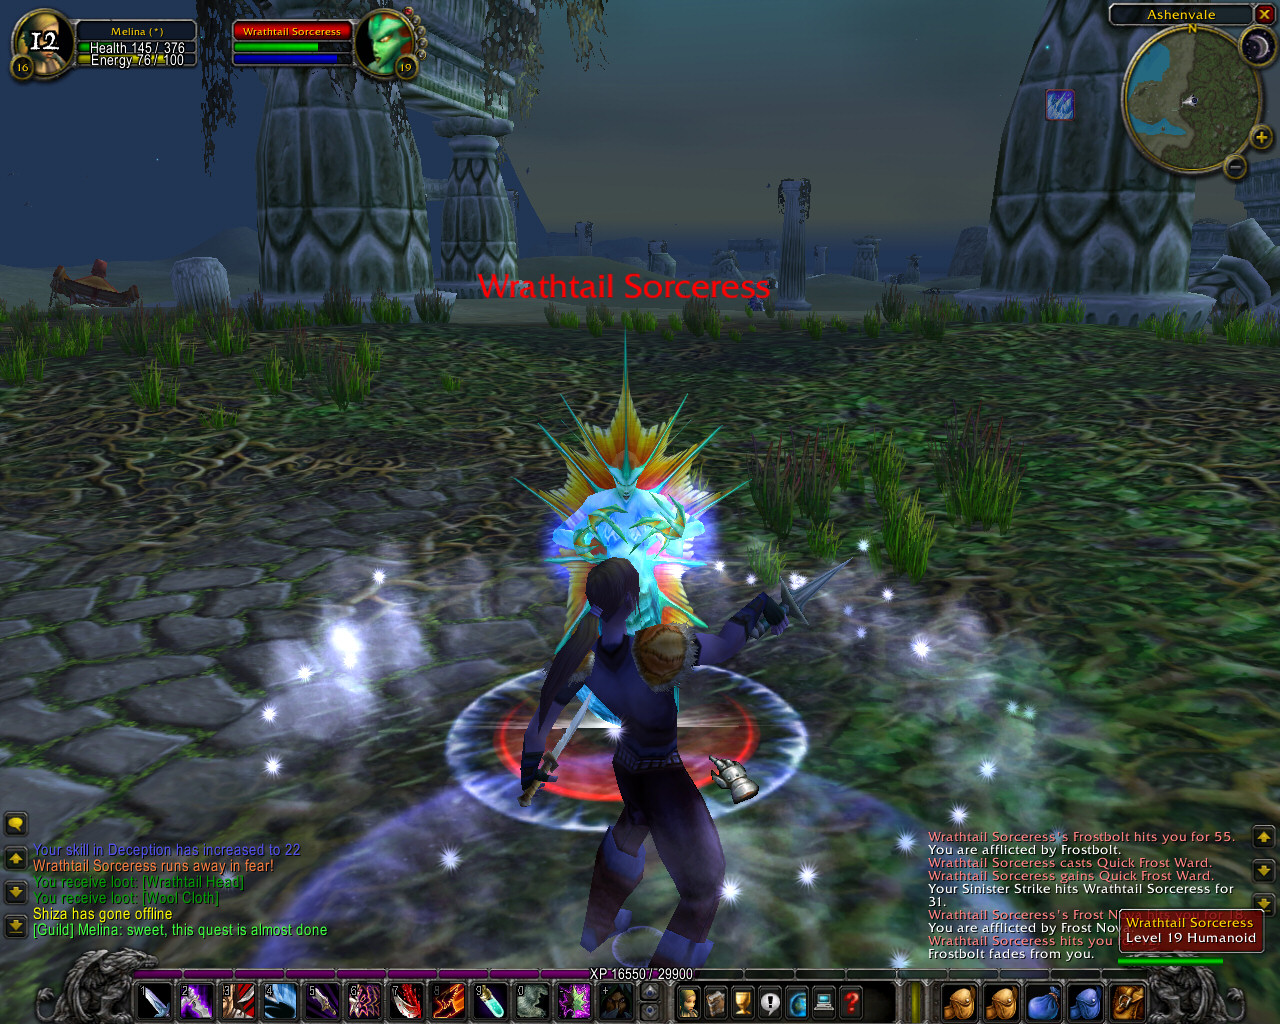 Melina (*)
12
Health 145 / 376
Energy 76 / 100
16
Wrathtail Sorceress
19
Ashenvale
N
Wrathtail Sorceress
Your skill in Deception has increased to 22
Wrathtail Sorceress runs away in fear!
You receive loot: [Wrathtail Head]
You receive loot: [Wool Cloth]
Shiza has gone offline
[Guild] Melina: sweet, this quest is almost done
Wrathtail Sorceress's Frostbolt hits you for 55.
You are afflicted by Frostbolt.
Wrathtail Sorceress casts Quick Frost Ward.
Wrathtail Sorceress gains Quick Frost Ward.
Your Sinister Strike hits Wrathtail Sorceress for
31.
Wrathtail Sorceress's Frost Nova hits you for 18.
You are afflicted by Frost Nova
Wrathtail Sorceress hits you
Frostbolt fades from you.
Wrathtail Sorceress
Level 19 Humanoid
XP 16550 / 29900
1 2 3 4 5 6 7 8 9 0 - +